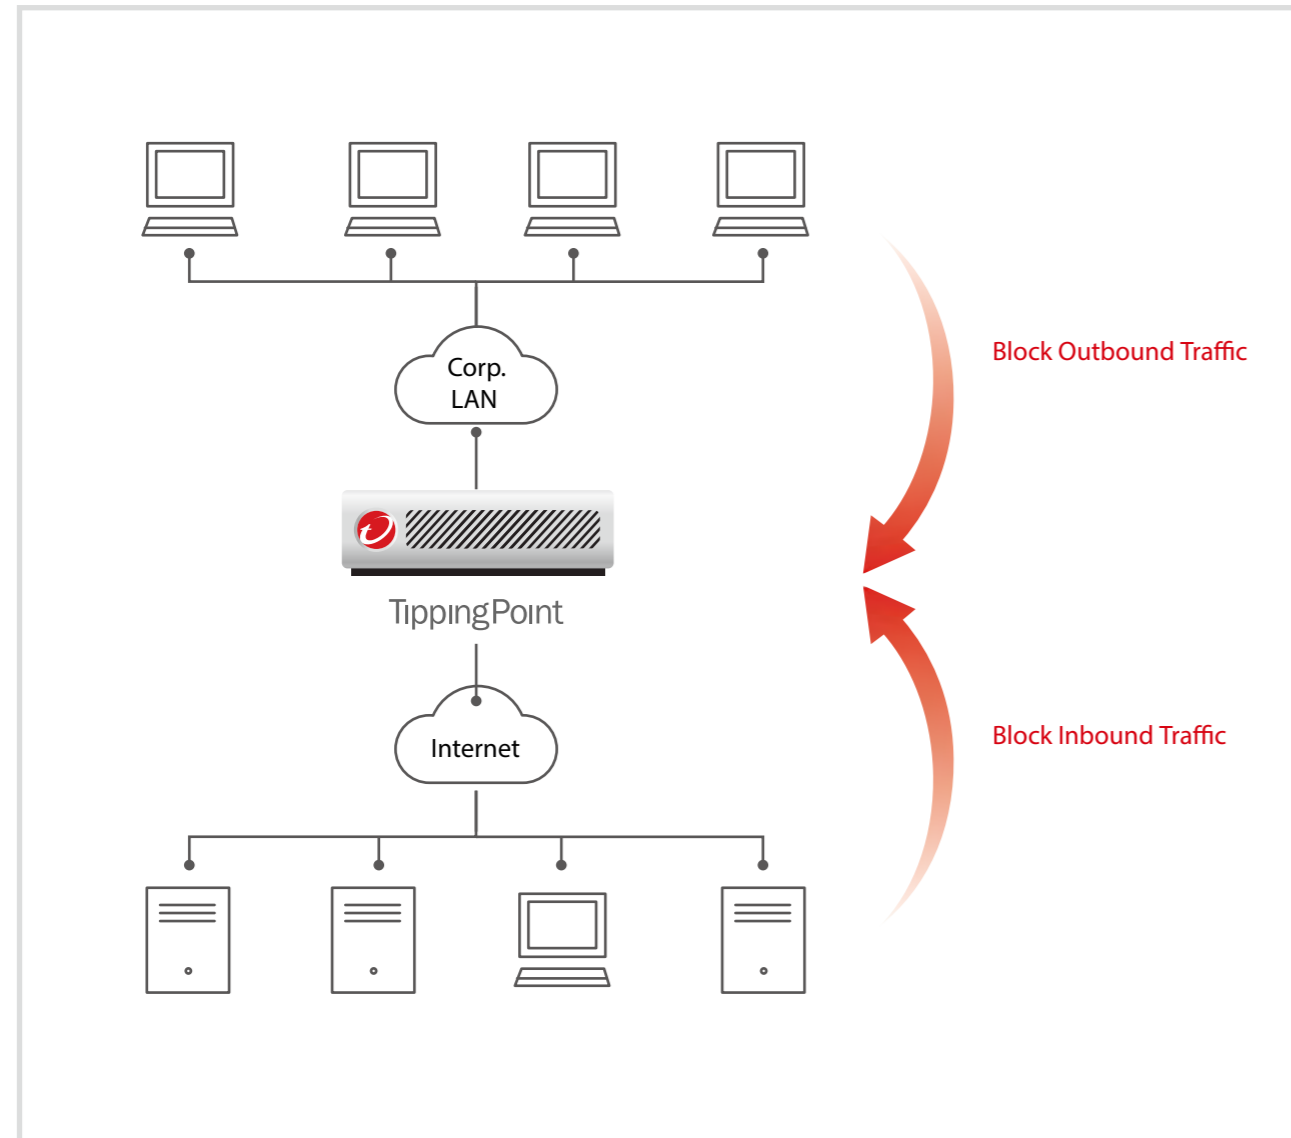 Block Outbound Traffic
Corp.
LAN
TippingPoint
Internet
Block Inbound Traffic